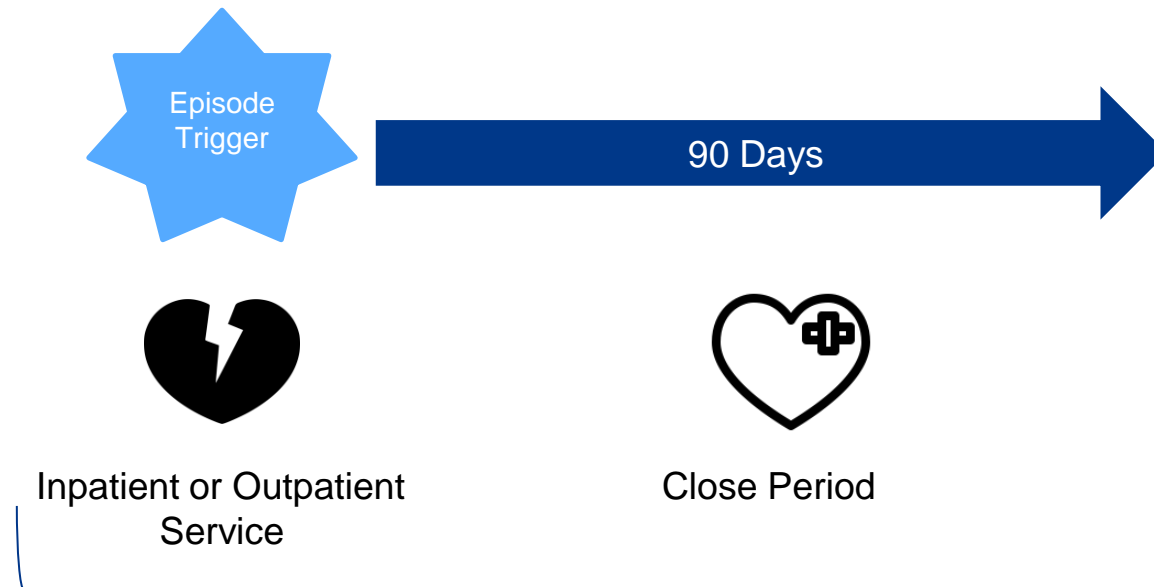 Episode
Trigger
90 Days
Inpatient or Outpatient
Service
Close Period